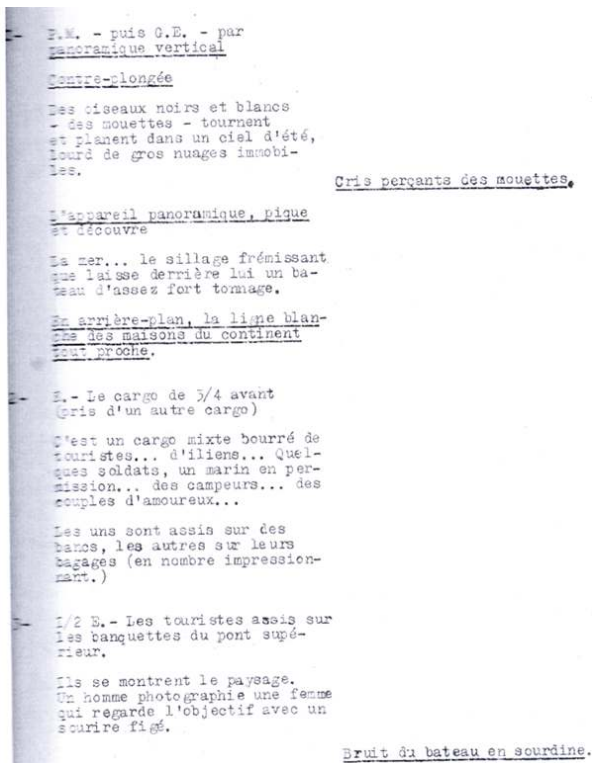 I- P.M. - puis G.E. - par
panoramique vertical
Contre-plongée
Des oiseaux noirs et blancs
- des mouettes - tournent
et planent dans un ciel d'été,
lourd de gros nuages immobi-
les.
Cris perçants des mouettes.
L'appareil panoramique, pique
et découvre
La mer... le sillage frémissant
que laisse derrière lui un ba-
teau d'assez fort tonnage.
En arrière-plan, la ligne blan-
che des maisons du continent
tout proche.
2- E.- Le cargo de 3/4 avant
(pris d'un autre cargo)
C'est un cargo mixte bourré de
touristes... d'iliens... Quel-
ques soldats, un marin en per-
mission... des campeurs... des
couples d'amoureux...
Les uns sont assis sur des
bancs, les autres sur leurs
bagages (en nombre impression-
nant.)
3- I/2 E.- Les touristes assis sur
les banquettes du pont supé-
rieur.
Ils se montrent le paysage.
Un homme photographie une femme
qui regarde l'objectif avec un
sourire figé.
Bruit du bateau en sourdine.